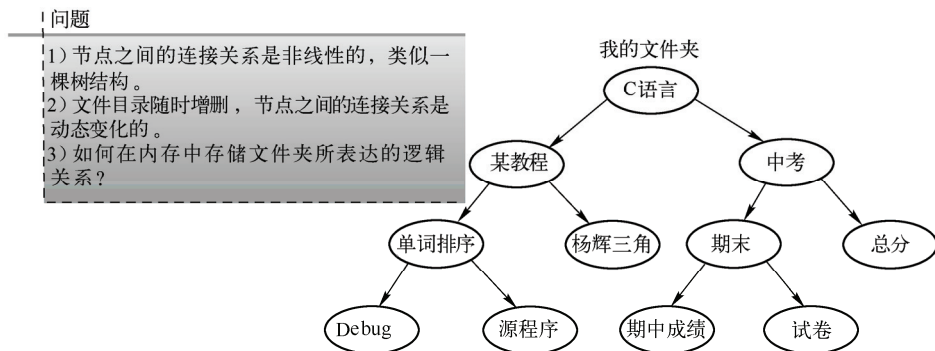 问题
1)节点之间的连接关系是非线性的，类似一
棵树结构。
2)文件目录随时增删，节点之间的连接关系是
动态变化的。
3)如何在内存中存储文件夹所表达的逻辑
关系？
我的文件夹
C语言
某教程
中考
单词排序
杨辉三角
期末
总分
Debug
源程序
期中成绩
试卷